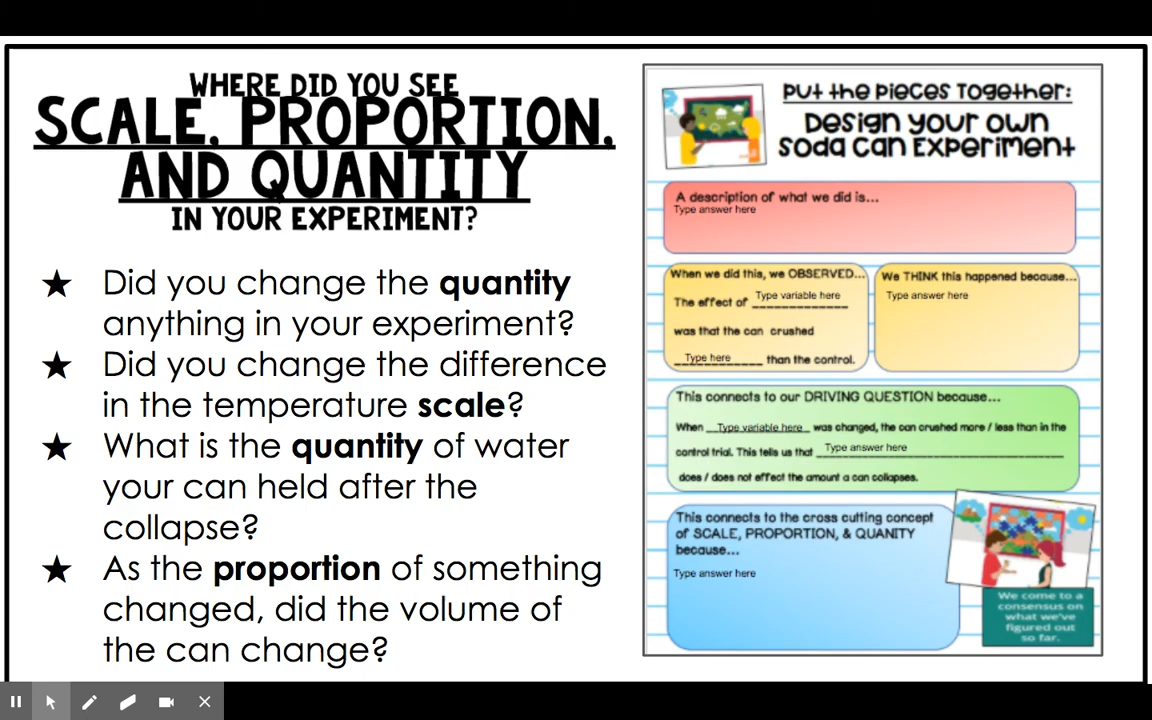 WHERE DID YOU SEE
SCALE, PROPORTION,
AND QUANTITY
IN YOUR EXPERIMENT?
★ Did you change the quantity
anything in your experiment?
★ Did you change the difference
in the temperature scale?
★ What is the quantity of water
your can held after the
collapse?
★ As the proportion of something
changed, did the volume of
the can change?
Put the Pieces Together:
Design Your Own
Soda Can Experiment
A description of what we did is...
Type answer here
When we did this, we OBSERVED...
The effect of Type variable here
was that the can crushed
Type here than the control.
We THINK this happened because...
Type answer here
This connects to our DRIVING QUESTION because...
When Type variable here was changed, the can crushed more / less than in the
control trial. This tells us that Type answer here
does / does not effect the amount a can collapses.
This connects to the cross cutting concept
of SCALE, PROPORTION, & QUANITY
because...
Type answer here
We come to a
consensus on
what we've
figured out
so far.